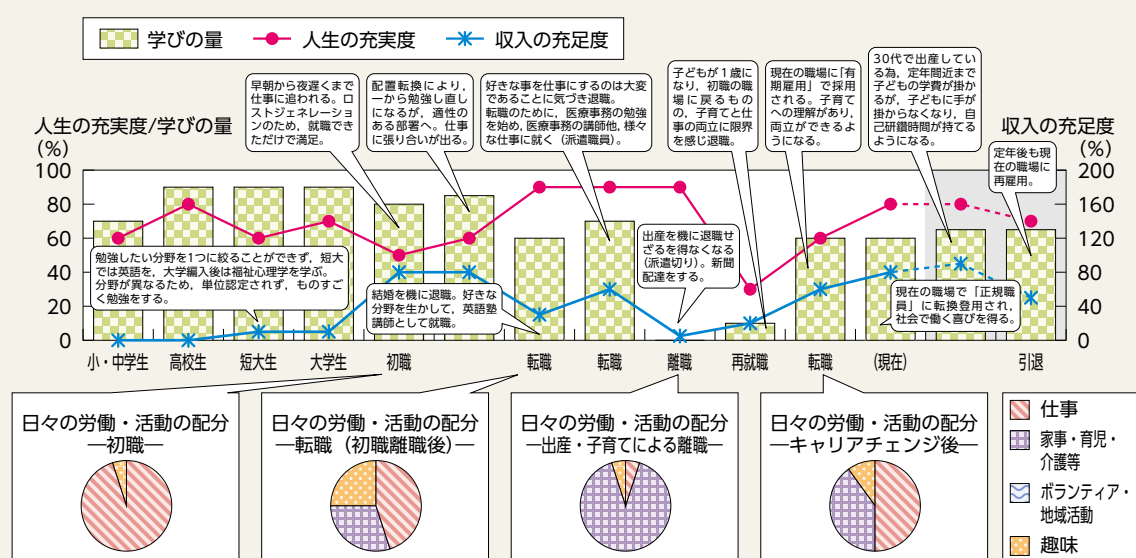 学びの量 人生の充実度 収入の充足度
早朝から夜遅くまで
仕事に追われる。ロ
ストジェネレーショ
ンのため，就職でき
ただけで満足。
配置転換により，
一から勉強し直し
になるが，適性の
ある部署へ。仕事
に張り合いが出る。
好きな事を仕事にするのは大変
であることに気づき退職。
転職のために，医療事務の勉強
を始め，医療事務の講師他，様々
な仕事に就く（派遣職員）。
子どもが1歳に
なり，初職の職
場に戻るもの
の，子育てと仕
事の両立に限界
を感じ退職。
現在の職場に「有
期雇用」で採用
される。子育て
への理解があり，
両立ができるよ
うになる。
30代で出産してい
る為，定年間近まで
子どもの学費が掛か
るが，子どもに手が
掛からなくなり，自
己研鑽時間が持てる
ようになる。
定年後も現
在の職場に
再雇用。
人生の充実度/学びの量
(%)
収入の充足度
(%)
100
80
60
40
20
0
200
160
120
80
40
0
勉強したい分野を1つに絞ることができず，短大
では英語を，大学編入後は福祉心理学を学ぶ。
分野が異なるため，単位認定されず，ものすご
く勉強をする。
結婚を機に退職。好きな
分野を生かして，英語塾
講師として就職。
出産を機に退職せ
ざるを得なくなる
（派遣切り）。新聞
配達をする。
現在の職場で「正規職
員」に転換登用され，
社会で働く喜びを得る。
小・中学生 高校生 短大生 大学生 初職 転職 転職 離職 再就職 転職 (現在) 引退
日々の労働・活動の配分
―初職―
日々の労働・活動の配分
―転職（初職離職後）―
日々の労働・活動の配分
―出産・子育てによる離職―
日々の労働・活動の配分
―キャリアチェンジ後―
仕事
家事・育児・
介護等
ボランティア・
地域活動
趣味